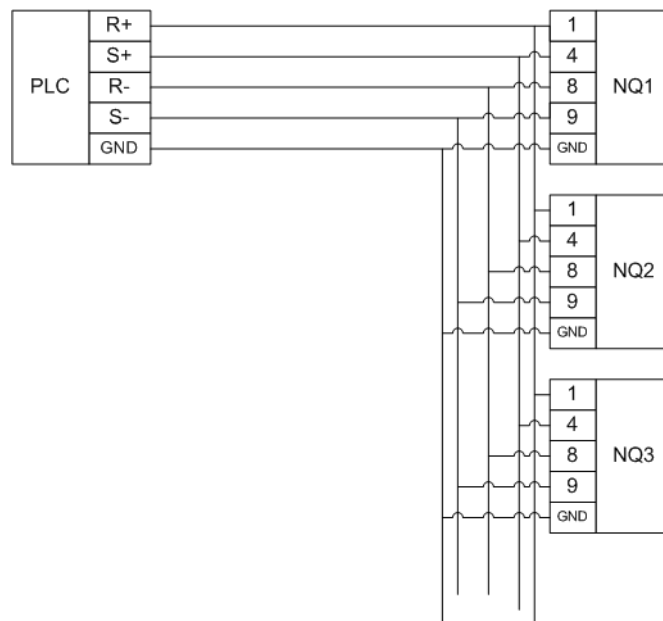 PLC
R+
S+
R-
S-
GND
1
4
8
9
GND
NQ1
1
4
8
9
GND
NQ2
1
4
8
9
GND
NQ3